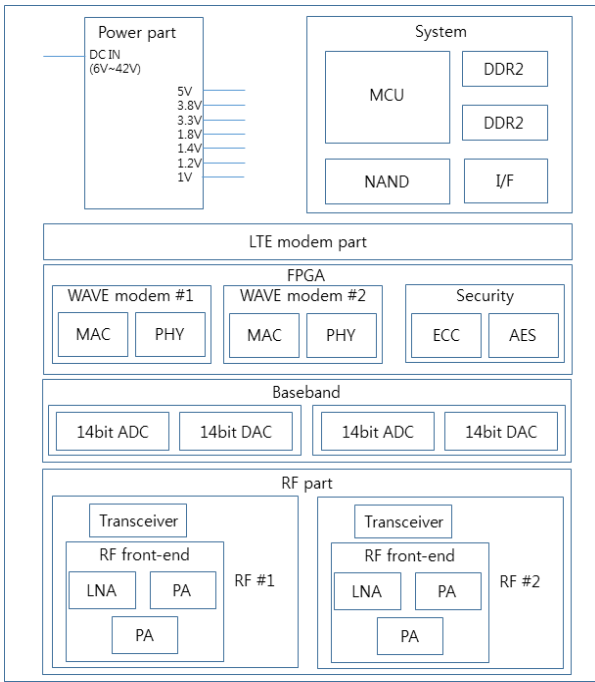 Power part
DC IN
(6V~42V)
5V
3.8V
3.3V
1.8V
1.4V
1.2V
1V
System
MCU
DDR2
DDR2
NAND
I/F
LTE modem part
FPGA
WAVE modem #1
MAC
PHY
WAVE modem #2
MAC
PHY
Security
ECC
AES
Baseband
14bit ADC
14bit DAC
14bit ADC
14bit DAC
RF part
Transceiver
RF front-end
LNA
PA
PA
RF #1
Transceiver
RF front-end
LNA
PA
PA
RF #2